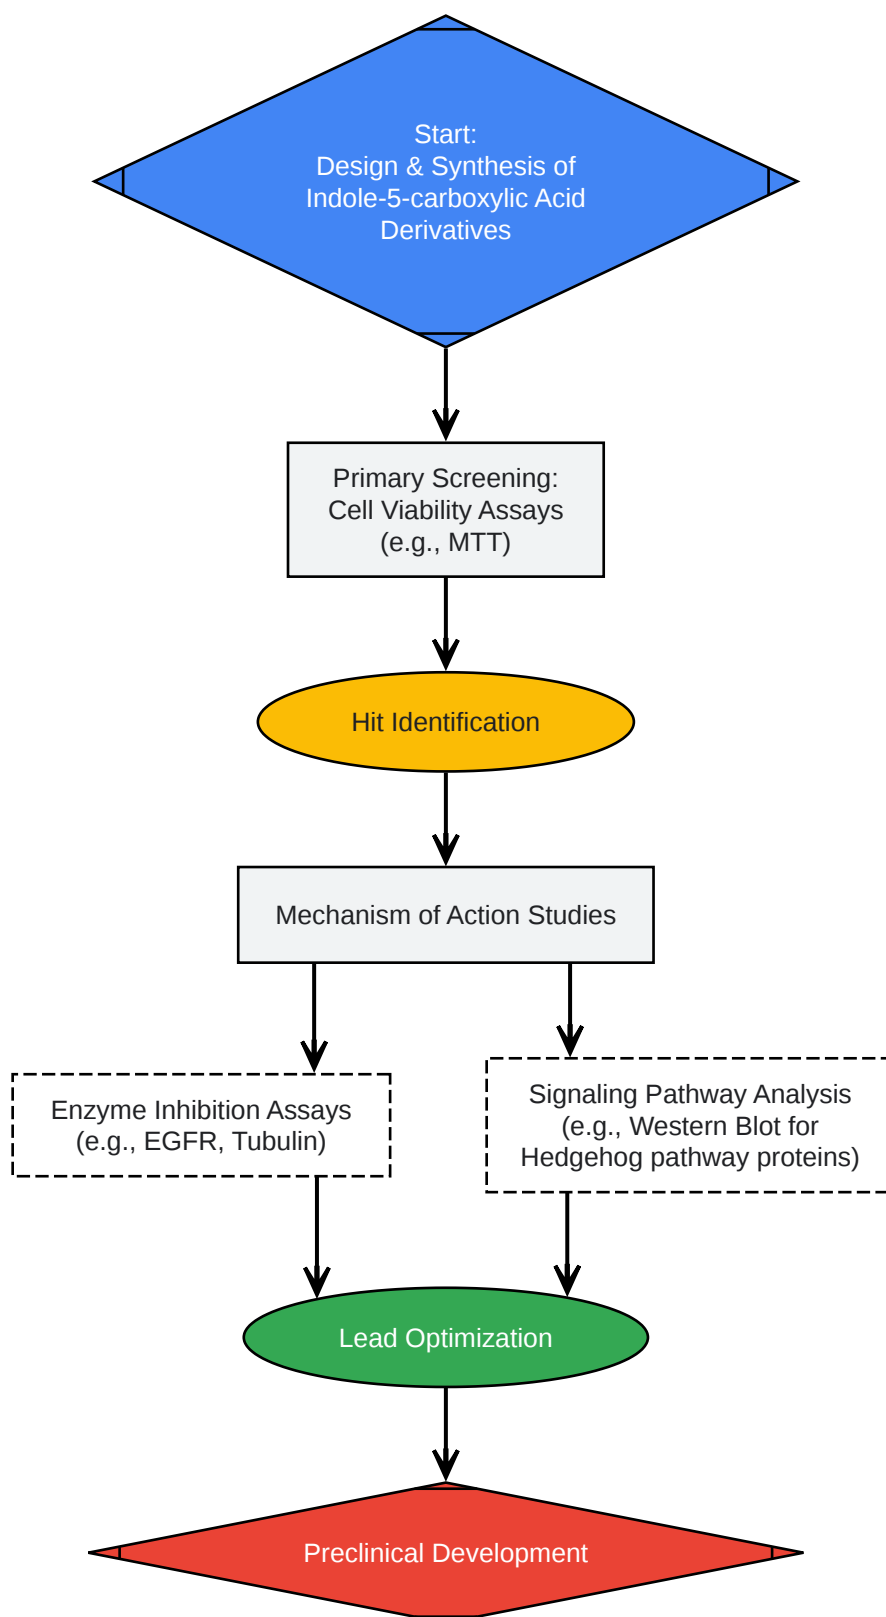 Start:
Design & Synthesis of
Indole-5-carboxylic Acid
Derivatives
Primary Screening:
Cell Viability Assays
(e.g., MTT)
Hit Identification
Mechanism of Action Studies
Enzyme Inhibition Assays
(e.g., EGFR, Tubulin)
Signaling Pathway Analysis
(e.g., Western Blot for
Hedgehog pathway proteins)
Lead Optimization
Preclinical Development